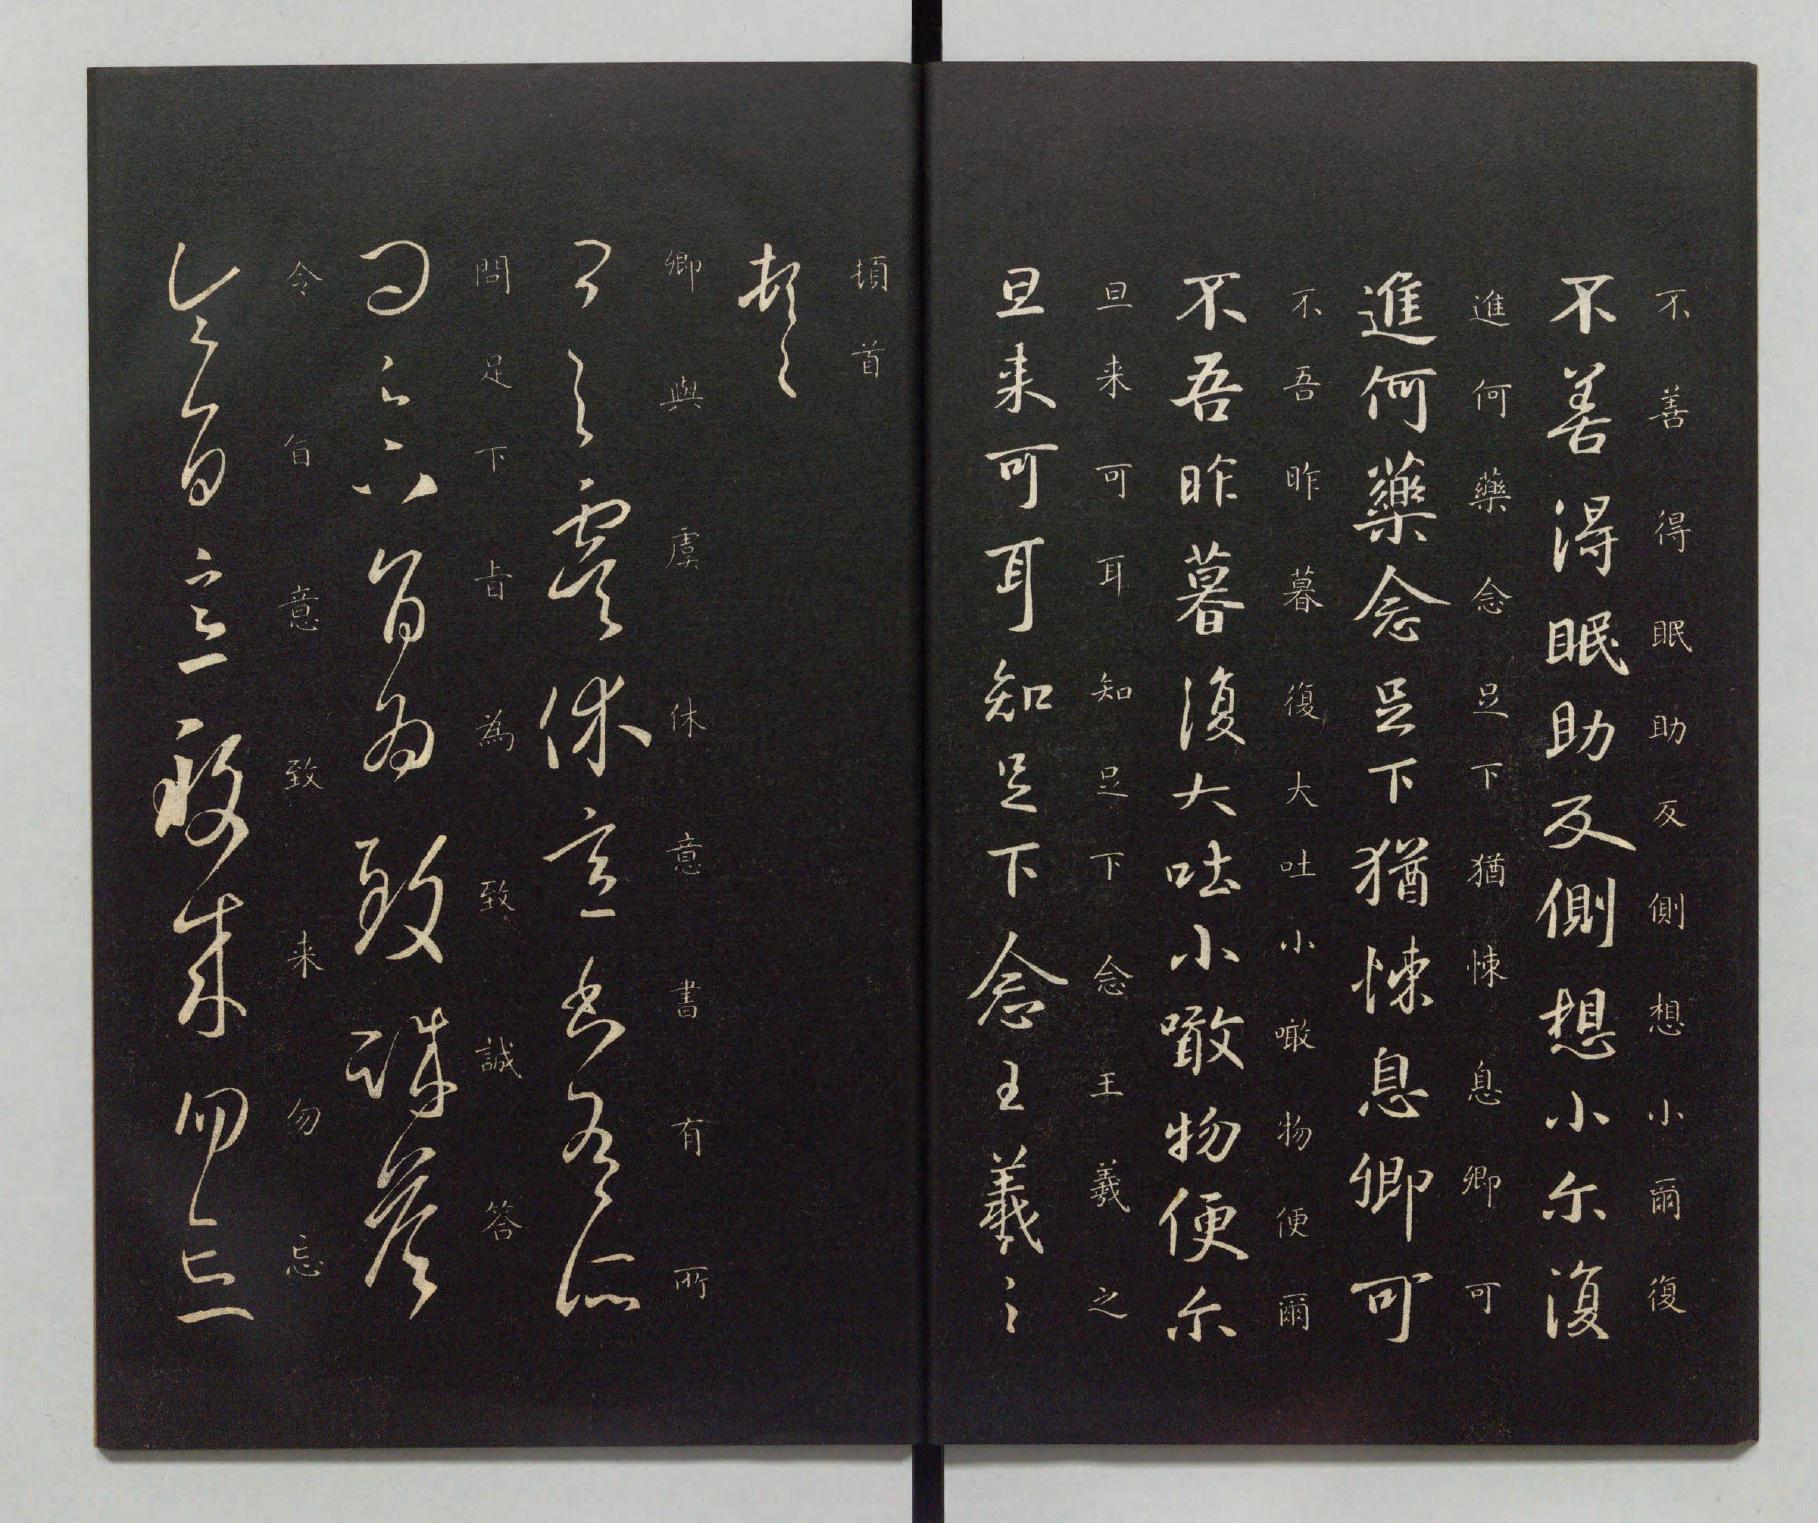 不善得眠助反側想小爾復
不善得眠助反側想小尒復
進何藥念足下猶悚息卿可
進何藥念足下猶悚息卿可
不吾昨暮復大吐小噉物便爾
不吾昨暮復大吐小噉物便尒
旦来可耳知足下念王羲之
旦来可耳知足下念王羲之
頓首
頓首
卿與虞休意書有所
卿與虞休意書有所
問足下旨為致誠答
問足下旨為致誠答
令旨意致来勿忘
令旨意致来勿忘